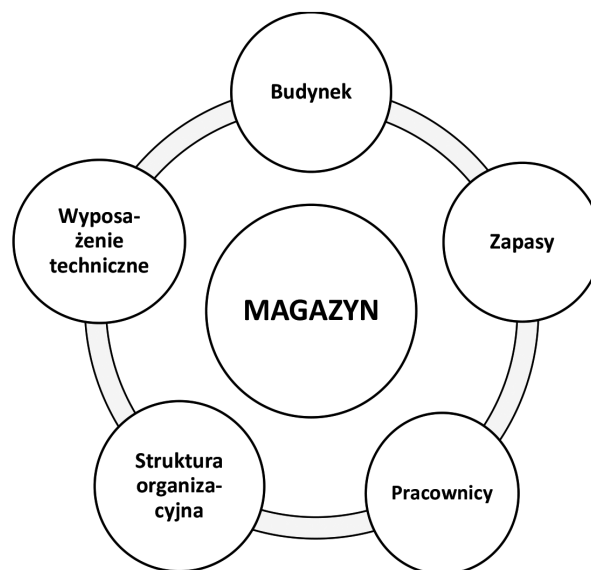 Budynek
Zapasy
Pracownicy
Struktura
organiza-
cyjna
Wyposa-
żenie
techniczne
MAGAZYN